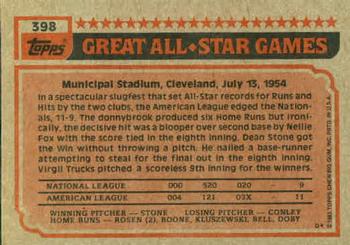 398
Topps GREAT ALL★STAR GAMES
Municipal Stadium, Cleveland, July 13, 1954
In a spectacular slugfest that set All-Star records for Runs and
Hits by the two clubs, the American League edged the Natio-
nals, 11-9. The donnybrook produced six Home Runs but ironi-
cally, the decisive hit was a blooper over second base by Nellie
Fox with the score tied in the eighth inning. Dean Stone got
the Win without throwing a pitch. He nailed a base-runner
attempting to steal for the final out in the eighth inning.
Virgil Trucks pitched a scoreless 9th inning for the winners.
NATIONAL LEAGUE 000 520 020 - 9
AMERICAN LEAGUE 004 121 03X - 11
WINNING PITCHER — STONE LOSING PITCHER — CONLEY
HOME RUNS — ROSEN (2), BOONE, KLUSZEWSKI, BELL, DOBY